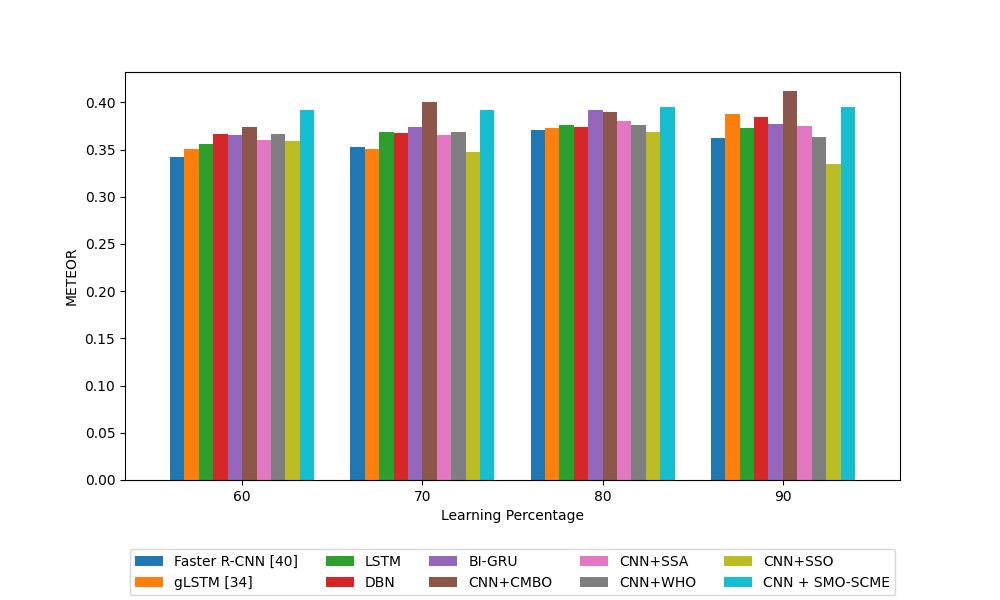 METEOR
0.40
0.35
0.30
0.25
0.20
0.15
0.10
0.05
0.00
60 70 80 90
Learning Percentage
Faster R-CNN [40] LSTM BI-GRU CNN+SSA CNN+SSO
gLSTM [34] DBN CNN+CMBO CNN+WHO CNN + SMO-SCME